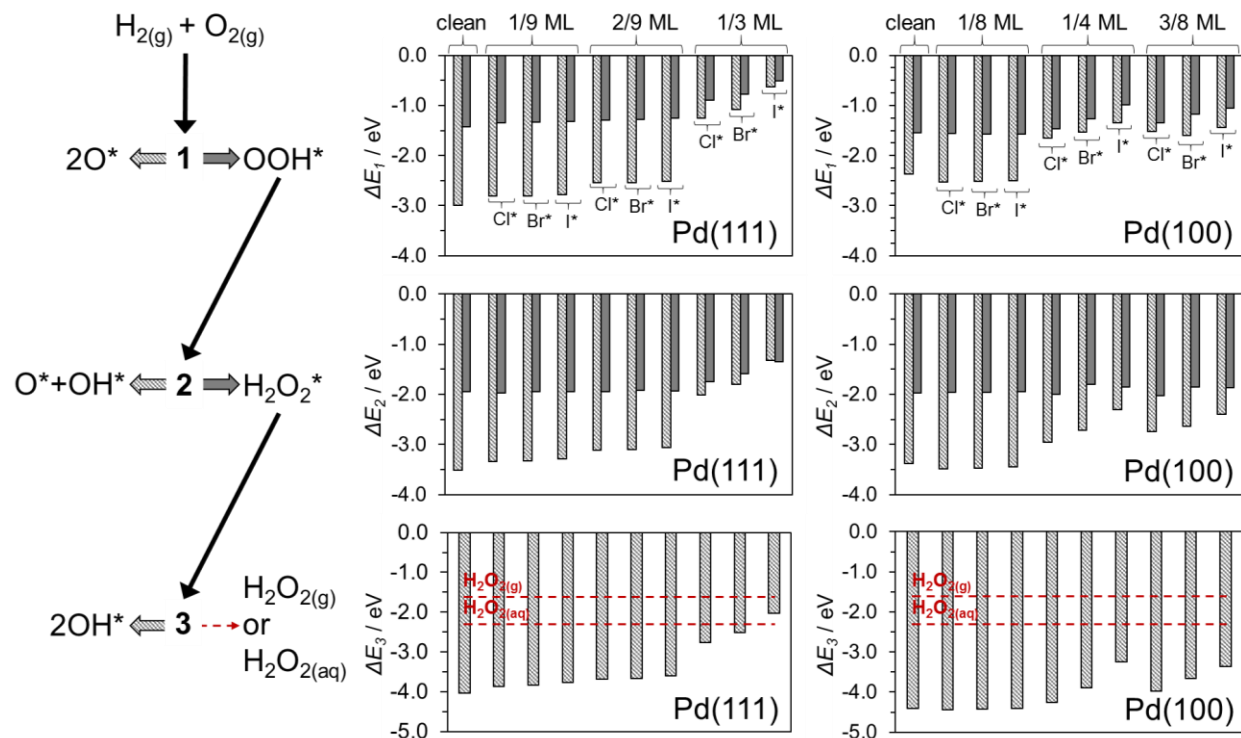 H2(g) + O2(g)
2O* 1 OOH*
O*+OH* 2 H2O2*
2OH* 3 H2O2(g)
or
H2O2(aq)
clean 1/9 ML 2/9 ML 1/3 ML
0.0
-1.0
-2.0
-3.0
-4.0
ΔE1 / eV
Cl* Br* I* Cl* Br* I* Cl* Br* I*
Pd(111)
clean 1/8 ML 1/4 ML 3/8 ML
0.0
-1.0
-2.0
-3.0
-4.0
ΔE1 / eV
Cl* Br* I* Cl* Br* I* Cl* Br* I*
Pd(100)
0.0
-1.0
-2.0
-3.0
-4.0
ΔE2 / eV
Pd(111)
0.0
-1.0
-2.0
-3.0
-4.0
ΔE2 / eV
Pd(100)
0.0
-1.0
-2.0
-3.0
-4.0
-5.0
ΔE3 / eV
H2O2(g)
H2O2(aq)
Pd(111)
0.0
-1.0
-2.0
-3.0
-4.0
-5.0
ΔE3 / eV
H2O2(g)
H2O2(aq)
Pd(100)